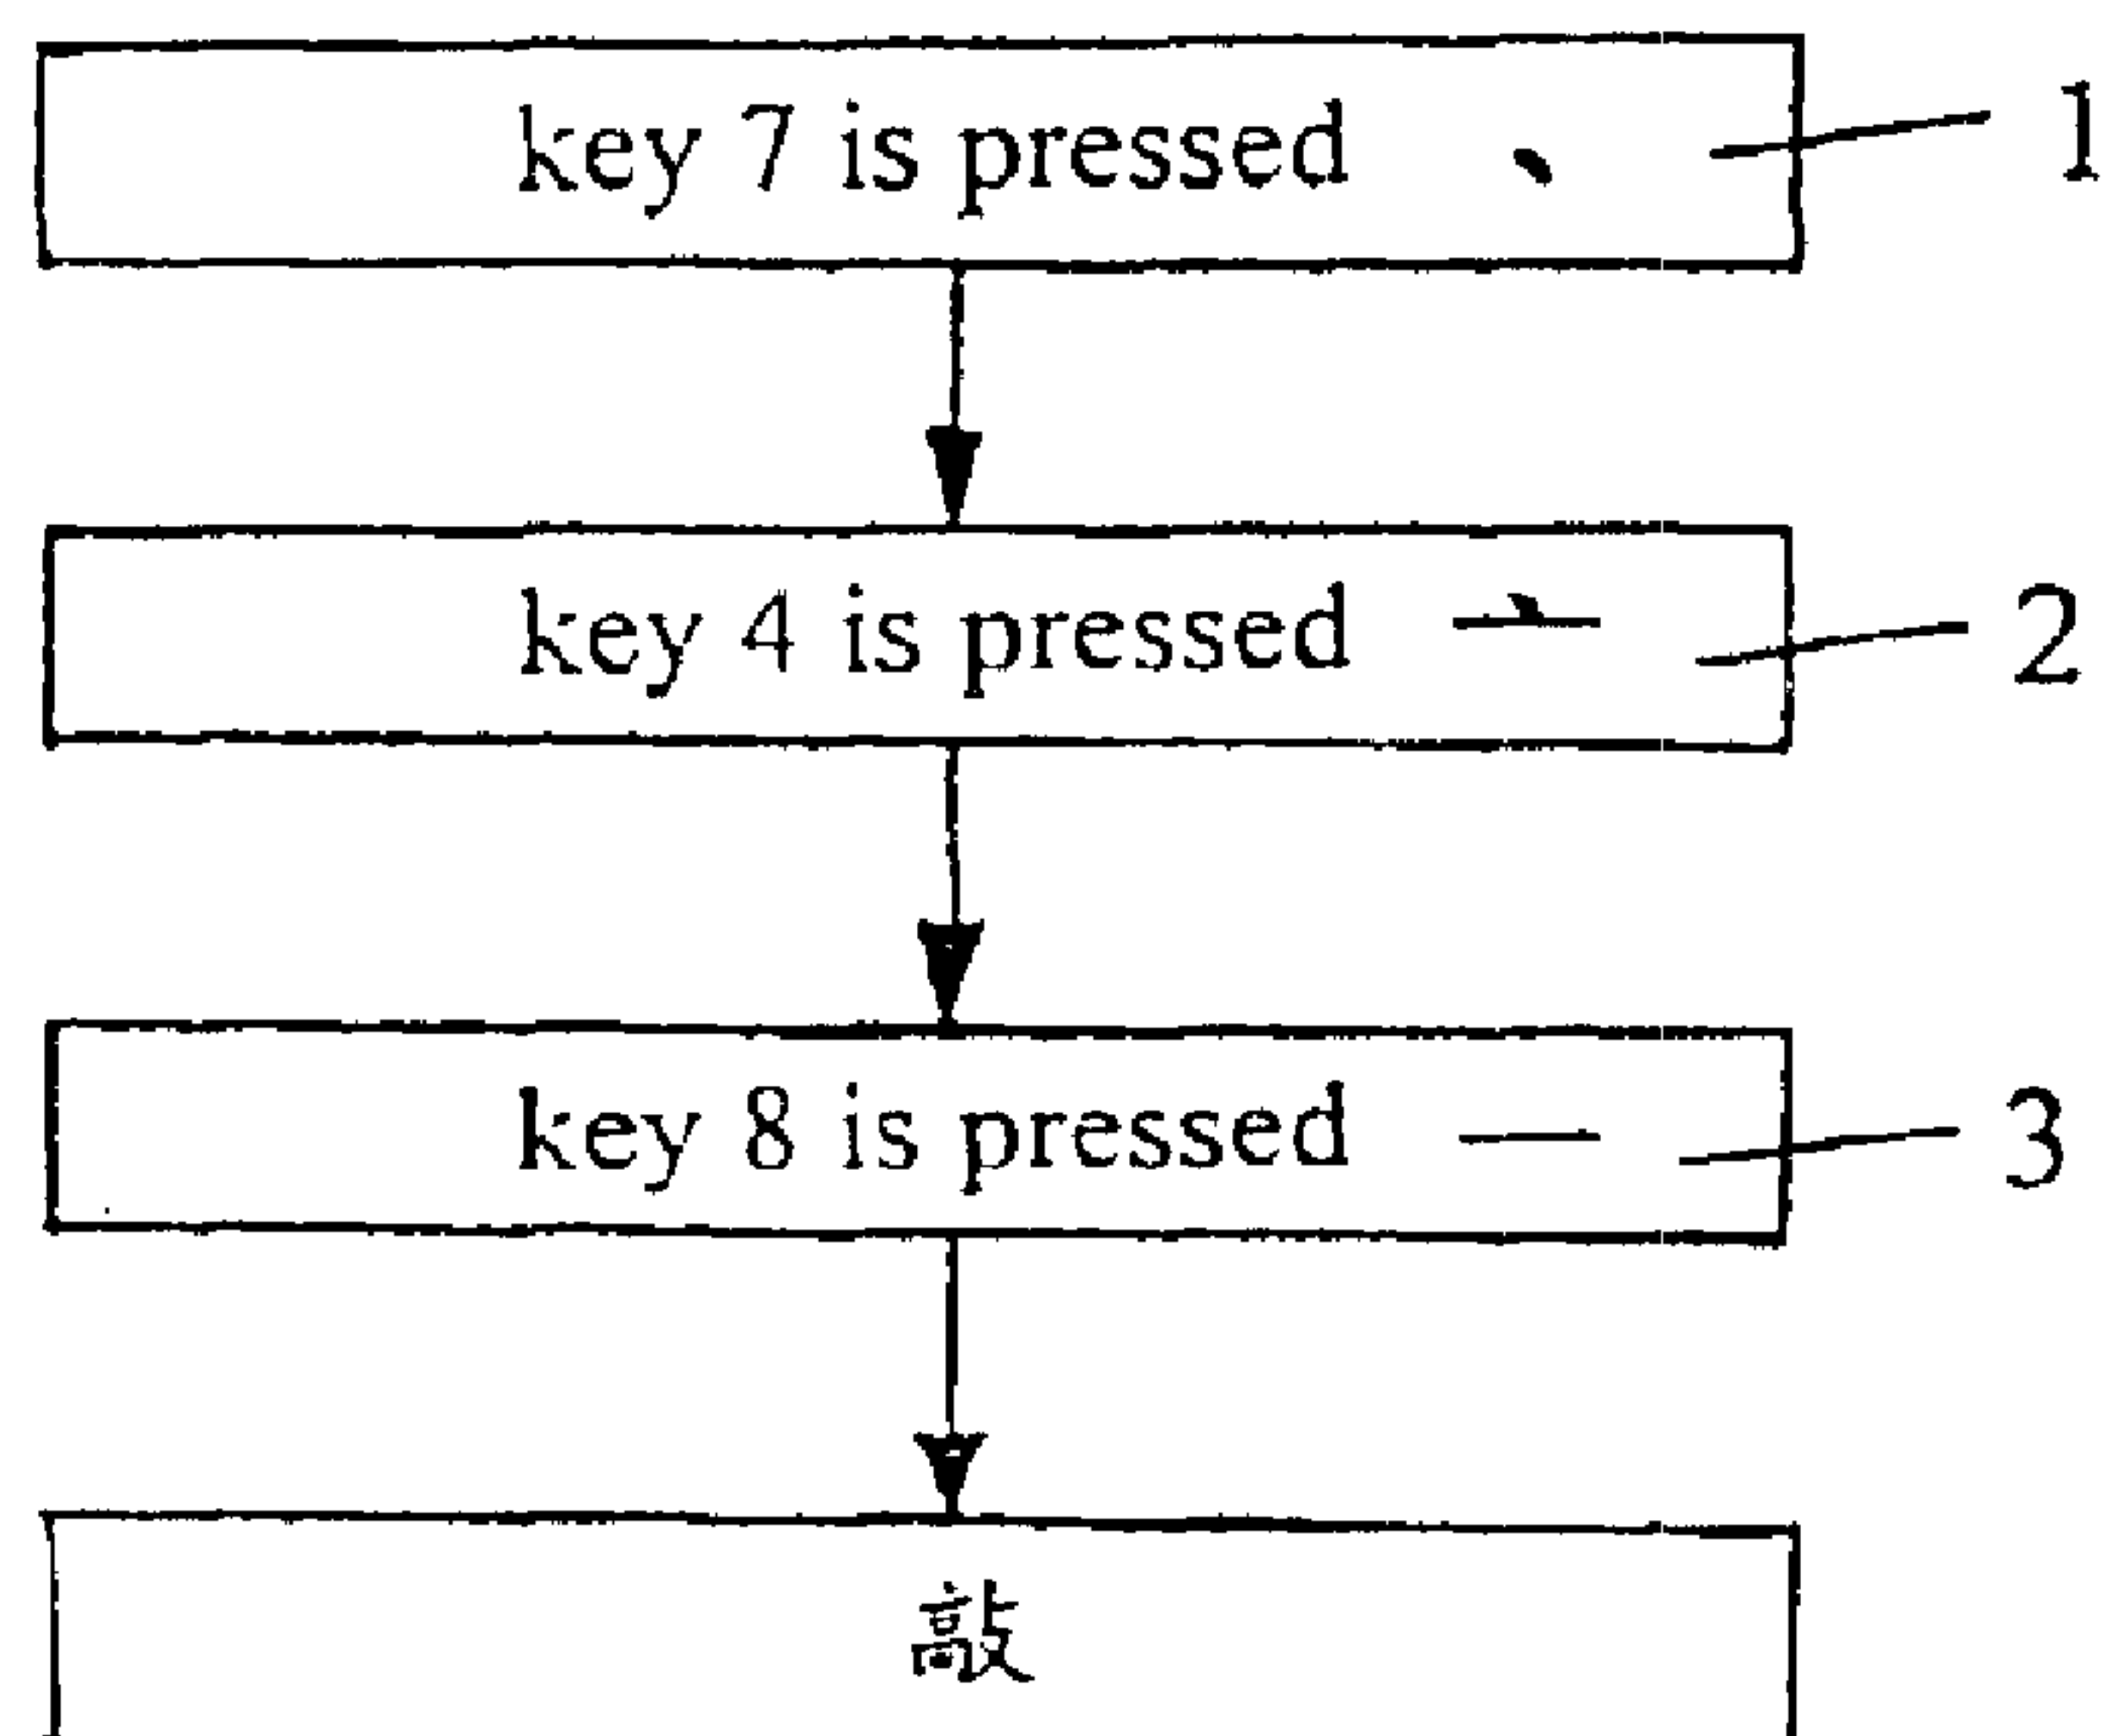 key 7 is pressed 丶 1
key 4 is pressed 亠 2
key 8 is pressed 一 3
敲